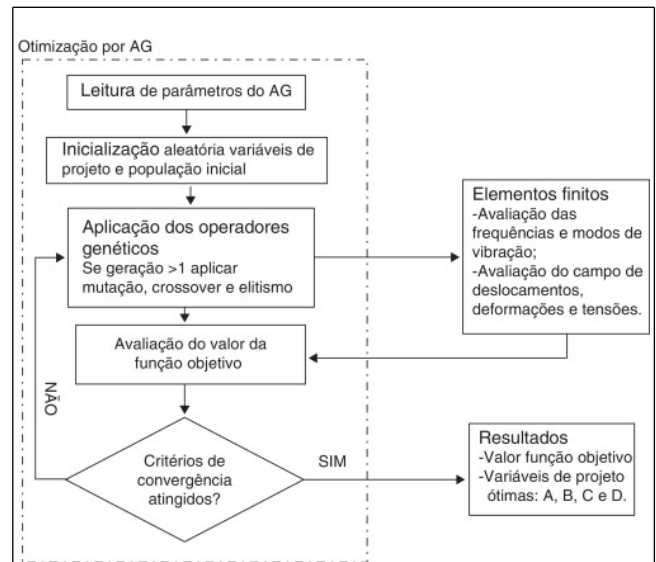 Otimização por AG
Leitura de parâmetros do AG
Inicialização aleatória variáveis de
projeto e população inicial
Aplicação dos operadores
genéticos
Se geração >1 aplicar
mutação, crossover e elitismo
Elementos finitos
-Avaliação das
frequências e modos de
vibração;
-Avaliação do campo de
deslocamentos,
deformações e tensões.
Avaliação do valor da
função objetivo
NÃO
Critérios de
convergência
atingidos?
SIM
Resultados
-Valor função objetivo
-Variáveis de projeto
ótimas: A, B, C e D.